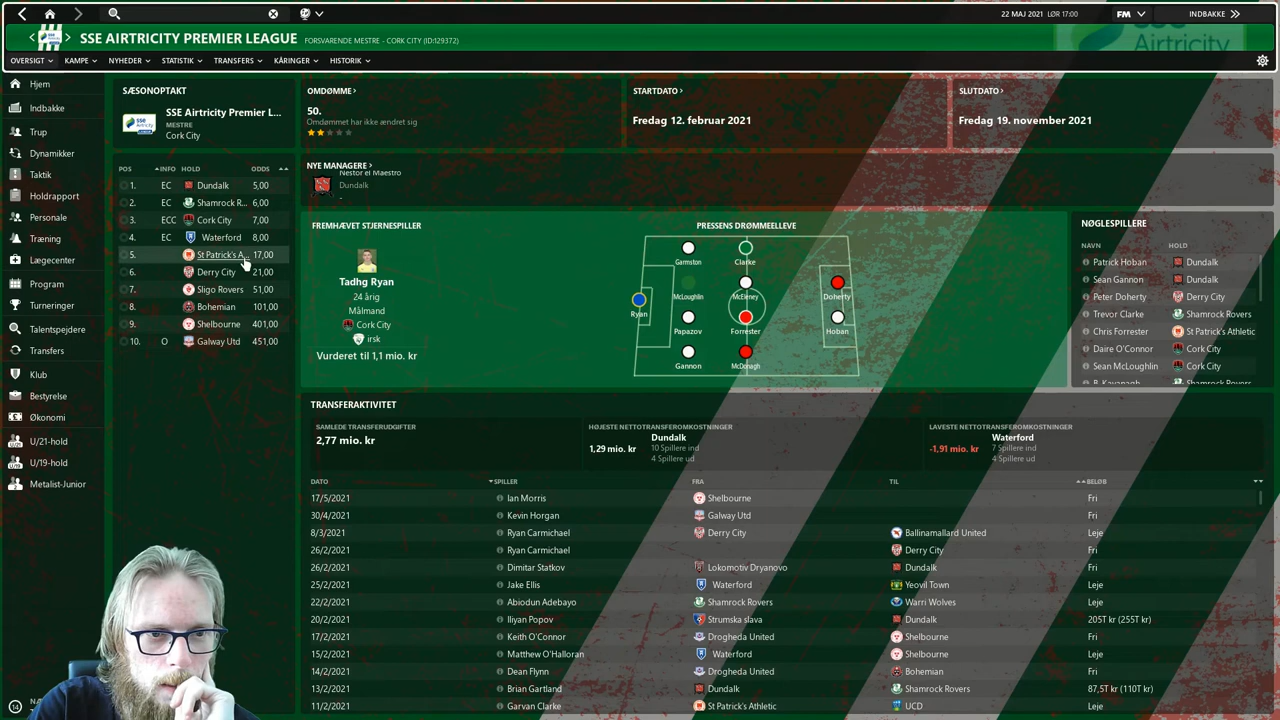 22 MAJ 2021 LØR 17:00
FM
INDBAKKE
SSE AIRTRICITY PREMIER LEAGUE
FORSVARENDE MESTRE - CORK CITY (ID:129372)
SSE
Airtricity
OVERSIGT KAMPE NYHEDER STATISTIK TRANSFERS KÅRINGER HISTORIK
Hjem
Indbakke
Trup
Dynamikker
Taktik
Holdrapport
Personale
Træning
Lægecenter
Program
Turneringer
Talentspejdere
Transfers
Klub
Bestyrelse
Økonomi
U/21-hold
U/19-hold
Metalist-Junior
14
SÆSONOPTAKT
SSE Airtricity Premier L...
MESTRE
Cork City
POS INFO HOLD ODDS
1. EC Dundalk 5,00
2. EC Shamrock R... 6,00
3. ECC Cork City 7,00
4. EC Waterford 8,00
5. St Patrick's A... 17,00
6. Derry City 21,00
7. Sligo Rovers 51,00
8. Bohemian 101,00
9. Shelbourne 401,00
10. O Galway Utd 451,00
OMDØMME
50.
Omdømmet har ikke ændret sig
STARTDATO
Fredag 12. februar 2021
SLUTDATO
Fredag 19. november 2021
NYE MANAGERE
Nestor el Maestro
Dundalk
-
FREMHÆVET STJERNESPILLER
Tadhg Ryan
24 årig
Målmand
Cork City
irsk
Vurderet til 1,1 mio. kr
PRESSENS DRØMMEELLEVE
Garmston
Clarke
McLoughlin
McEleney
Doherty
Ryan
Papazov
Forrester
Hoban
Gannon
McDonagh
NØGLESPILLERE
NAVN HOLD
Patrick Hoban Dundalk
Sean Gannon Dundalk
Peter Doherty Derry City
Trevor Clarke Shamrock Rovers
Chris Forrester St Patrick's Athletic
Daire O'Connor Cork City
Sean McLoughlin Cork City
B. Kavanagh Shamrock Rovers
TRANSFERAKTIVITET
SAMLEDE TRANSFERUDGIFTER
2,77 mio. kr
HØJESTE NETTOTRANSFEROMKOSTNINGER
1,29 mio. kr
Dundalk
10 Spillere ind
4 Spillere ud
LAVESTE NETTOTRANSFEROMKOSTNINGER
-1,91 mio. kr
Waterford
7 Spillere ind
4 Spillere ud
DATO SPILLER FRA TIL BELØB
17/5/2021 Ian Morris Shelbourne Fri
30/4/2021 Kevin Horgan Galway Utd Fri
8/3/2021 Ryan Carmichael Derry City Ballinamallard United Leje
26/2/2021 Ryan Carmichael Derry City Fri
26/2/2021 Dimitar Statkov Lokomotiv Dryanovo Dundalk Fri
25/2/2021 Jake Ellis Waterford Yeovil Town Leje
22/2/2021 Abiodun Adebayo Shamrock Rovers Warri Wolves Leje
20/2/2021 Iliyan Popov Strumska slava Dundalk 205T kr (255T kr)
17/2/2021 Keith O'Connor Drogheda United Shelbourne Fri
15/2/2021 Matthew O'Halloran Waterford Shelbourne Leje
14/2/2021 Dean Flynn Drogheda United Bohemian Fri
13/2/2021 Brian Gartland Dundalk Shamrock Rovers 87,5T kr (110T kr)
11/2/2021 Garvan Clarke St Patrick's Athletic UCD Leje